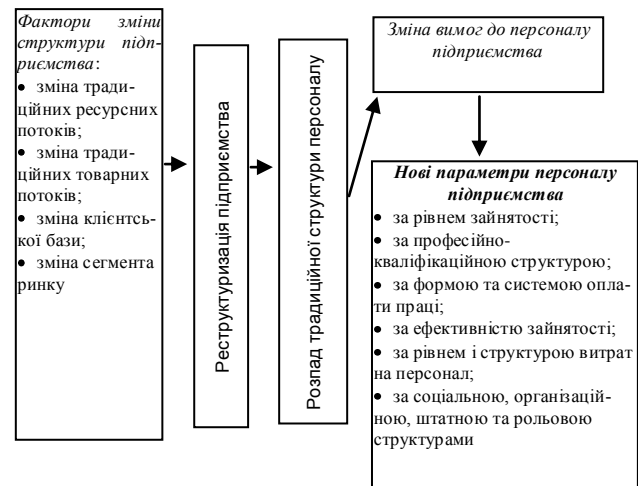 Фактори зміни
структури підп-
риємства:
• зміна тради-
ційних ресурсних
потоків;
• зміна тради-
ційних товарних
потоків;
• зміна клієнтсь-
кої бази;
• зміна сегмента
ринку
Реструктуризація підприємства
Розпад традиційної структури персоналу
Зміна вимог до персоналу
підприємства
Нові параметри персоналу
підприємства
• за рівнем зайнятості;
• за професійно-
кваліфікаційною структурою;
• за формою та системою опла-
ти праці;
• за ефективністю зайнятості;
• за рівнем і структурою витрат
на персонал;
• за соціальною, організацій-
ною, штатною та рольовою
структурами